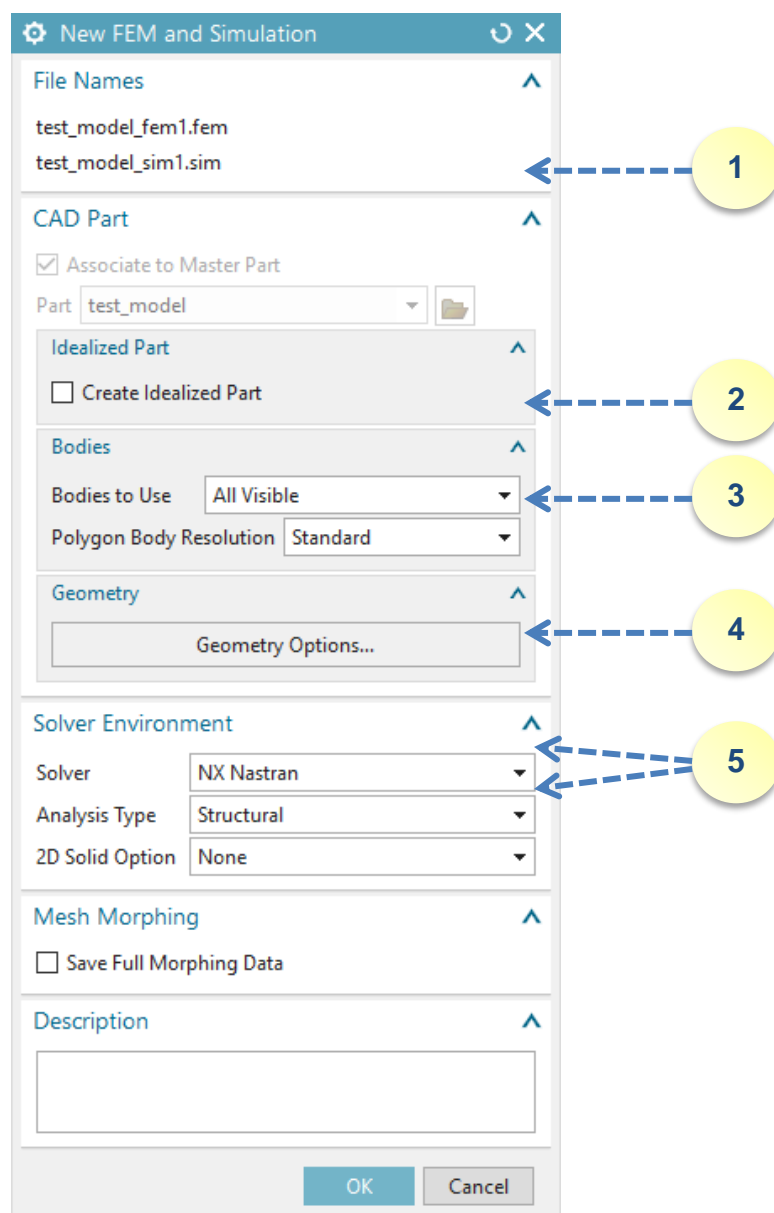 New FEM and Simulation
File Names
test_model_fem1.fem
test_model_sim1.sim
1
CAD Part
Associate to Master Part
Part test_model
Idealized Part
Create Idealized Part
2
Bodies
Bodies to Use All Visible
3
Polygon Body Resolution Standard
Geometry
Geometry Options...
4
Solver Environment
5
Solver NX Nastran
Analysis Type Structural
2D Solid Option None
Mesh Morphing
Save Full Morphing Data
Description
OK Cancel